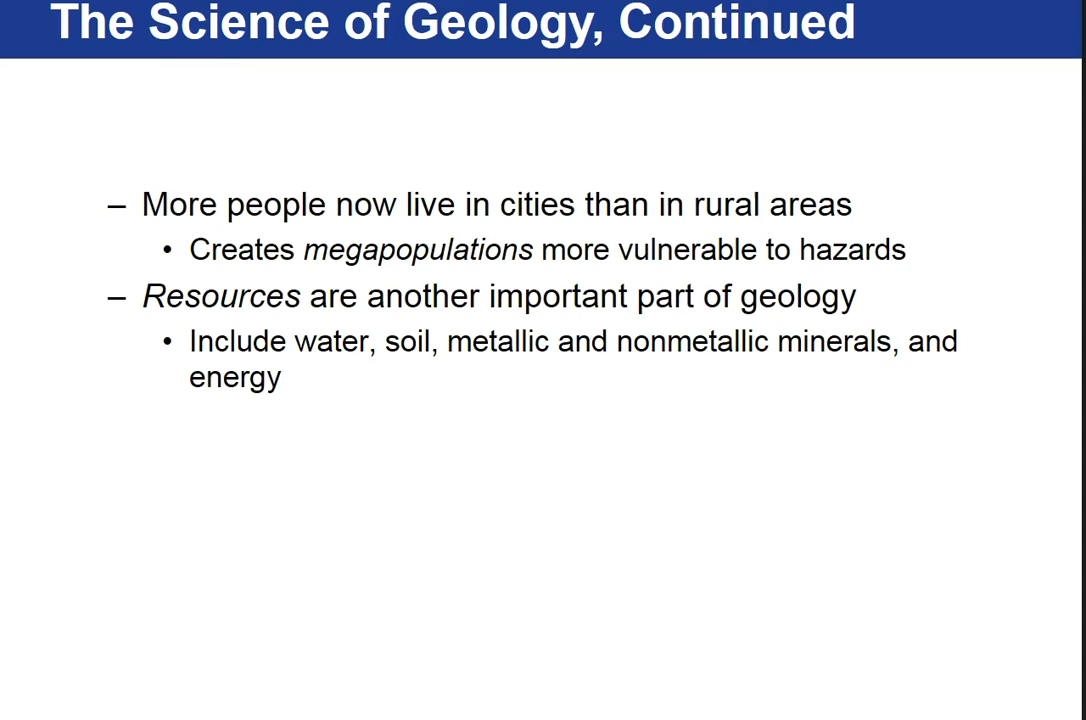 The Science of Geology, Continued
– More people now live in cities than in rural areas
• Creates megapopulations more vulnerable to hazards
– Resources are another important part of geology
• Include water, soil, metallic and nonmetallic minerals, and
energy